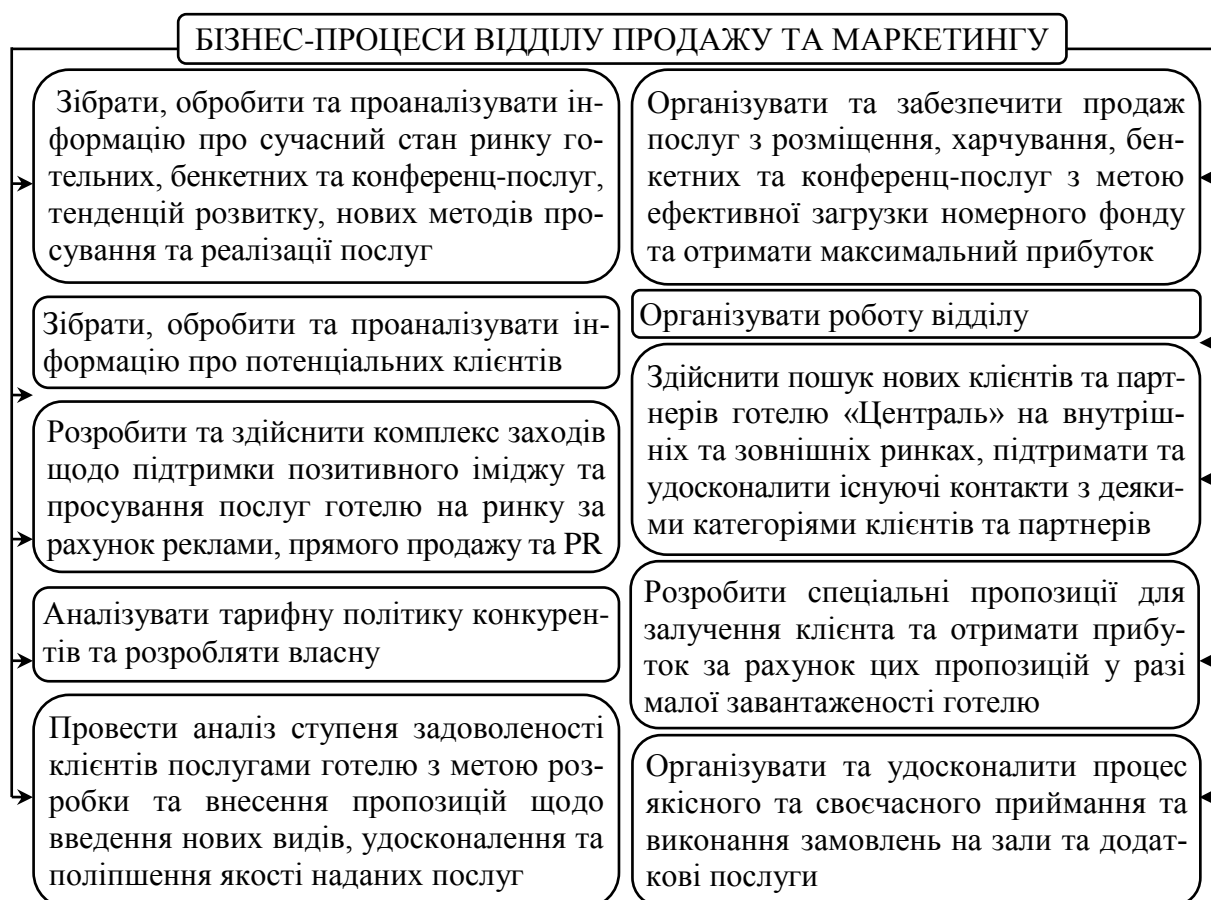 БІЗНЕС-ПРОЦЕСИ ВІДДІЛУ ПРОДАЖУ ТА МАРКЕТИНГУ
Зібрати, обробити та проаналізувати ін-
формацію про сучасний стан ринку го-
тельних, бенкетних та конференц-послуг,
тенденцій розвитку, нових методів про-
сування та реалізації послуг
Зібрати, обробити та проаналізувати ін-
формацію про потенціальних клієнтів
Розробити та здійснити комплекс заходів
щодо підтримки позитивного іміджу та
просування послуг готелю на ринку за
рахунок реклами, прямого продажу та PR
Аналізувати тарифну політику конкурен-
тів та розробляти власну
Провести аналіз ступеня задоволеності
клієнтів послугами готелю з метою роз-
робки та внесення пропозицій щодо
введення нових видів, удосконалення та
поліпшення якості наданих послуг
Організувати та забезпечити продаж
послуг з розміщення, харчування, бен-
кетних та конференц-послуг з метою
ефективної загрузки номерного фонду
та отримати максимальний прибуток
Організувати роботу відділу
Здійснити пошук нових клієнтів та парт-
нерів готелю «Централь» на внутріш-
ніх та зовнішніх ринках, підтримати та
удосконалити існуючі контакти з деяки-
ми категоріями клієнтів та партнерів
Розробити спеціальні пропозиції для
залучення клієнта та отримати прибу-
ток за рахунок цих пропозицій у разі
малої завантаженості готелю
Організувати та удосконалити процес
якісного та своєчасного приймання та
виконання замовлень на зали та додат-
кові послуги